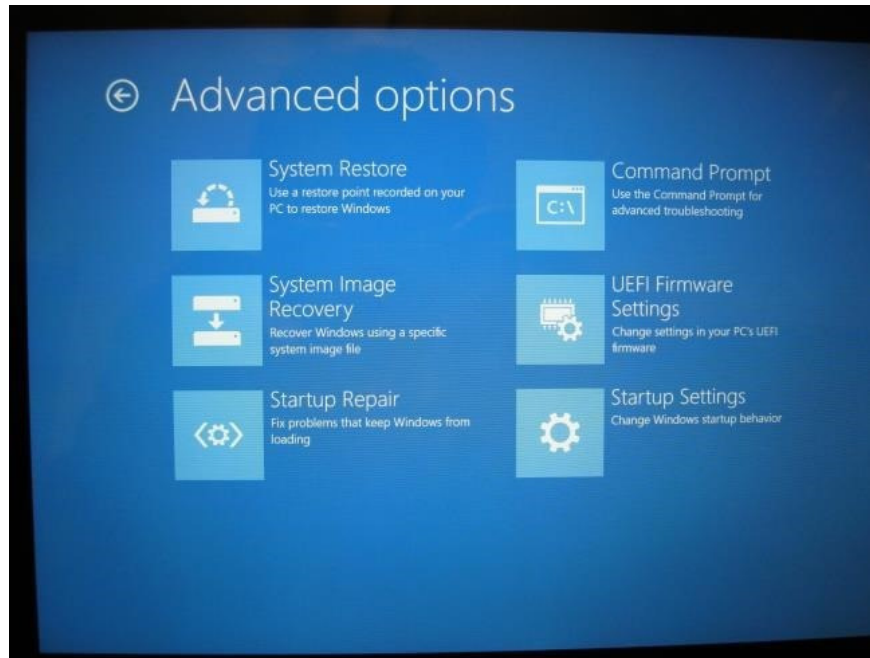 Advanced options
System Restore
Use a restore point recorded on your
PC to restore Windows
System Image
Recovery
Recover Windows using a specific
system image file
Startup Repair
Fix problems that keep Windows from
loading
Command Prompt
Use the Command Prompt for
advanced troubleshooting
C:\
UEFI Firmware
Settings
Change settings in your PC's UEFI
firmware
Startup Settings
Change Windows startup behavior